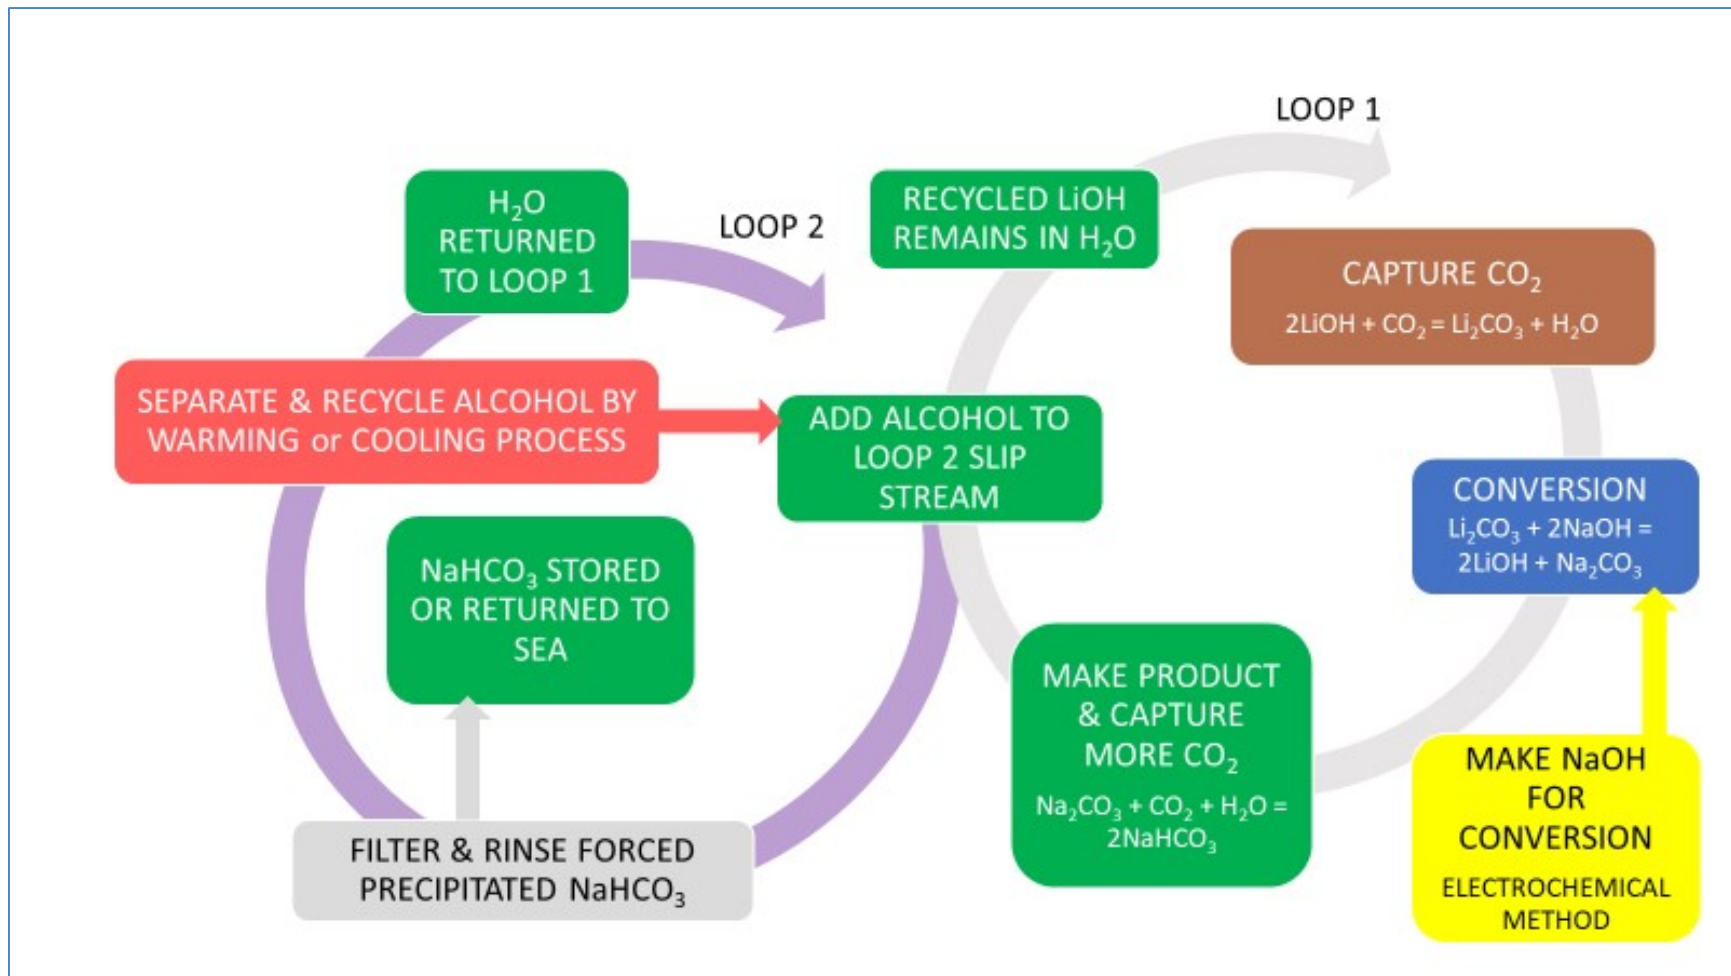 LOOP 1
H₂O
RETURNED
TO LOOP 1
LOOP 2
RECYCLED LiOH
REMAINS IN H₂O
CAPTURE CO₂
2LiOH + CO₂ = Li₂CO₃ + H₂O
SEPARATE & RECYCLE ALCOHOL BY
WARMING or COOLING PROCESS
ADD ALCOHOL TO
LOOP 2 SLIP
STREAM
CONVERSION
Li₂CO₃ + 2NaOH =
2LiOH + Na₂CO₃
NaHCO₃ STORED
OR RETURNED TO
SEA
MAKE PRODUCT
& CAPTURE
MORE CO₂
Na₂CO₃ + CO₂ + H₂O =
2NaHCO₃
MAKE NaOH
FOR
CONVERSION
ELECTROCHEMICAL
METHOD
FILTER & RINSE FORCED
PRECIPITATED NaHCO₃